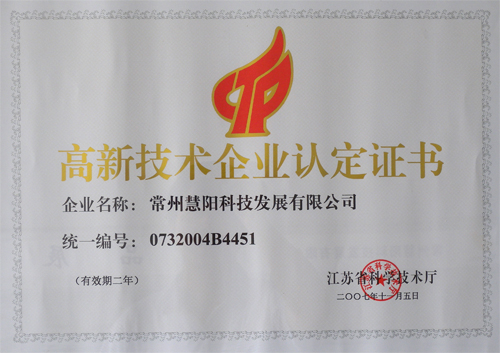 高新技术企业认定证书
企业名称：常州慧阳科技发展有限公司
统一编号：0732004B4451
（有效期二年）
江苏省科学技术厅
二〇〇七年十一月五日